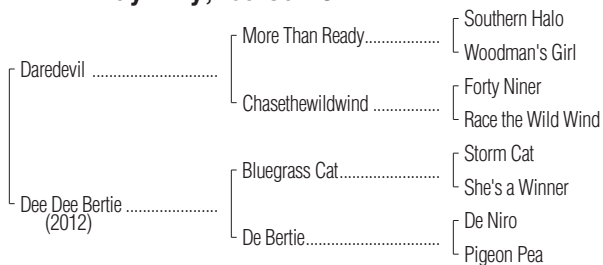 Southern Halo
More Than Ready
Woodman's Girl
Daredevil
Forty Niner
Chasethewildwind
Race the Wild Wind
Storm Cat
Bluegrass Cat
She's a Winner
Dee Dee Bertie
(2012)
De Niro
De Bertie
Pigeon Pea